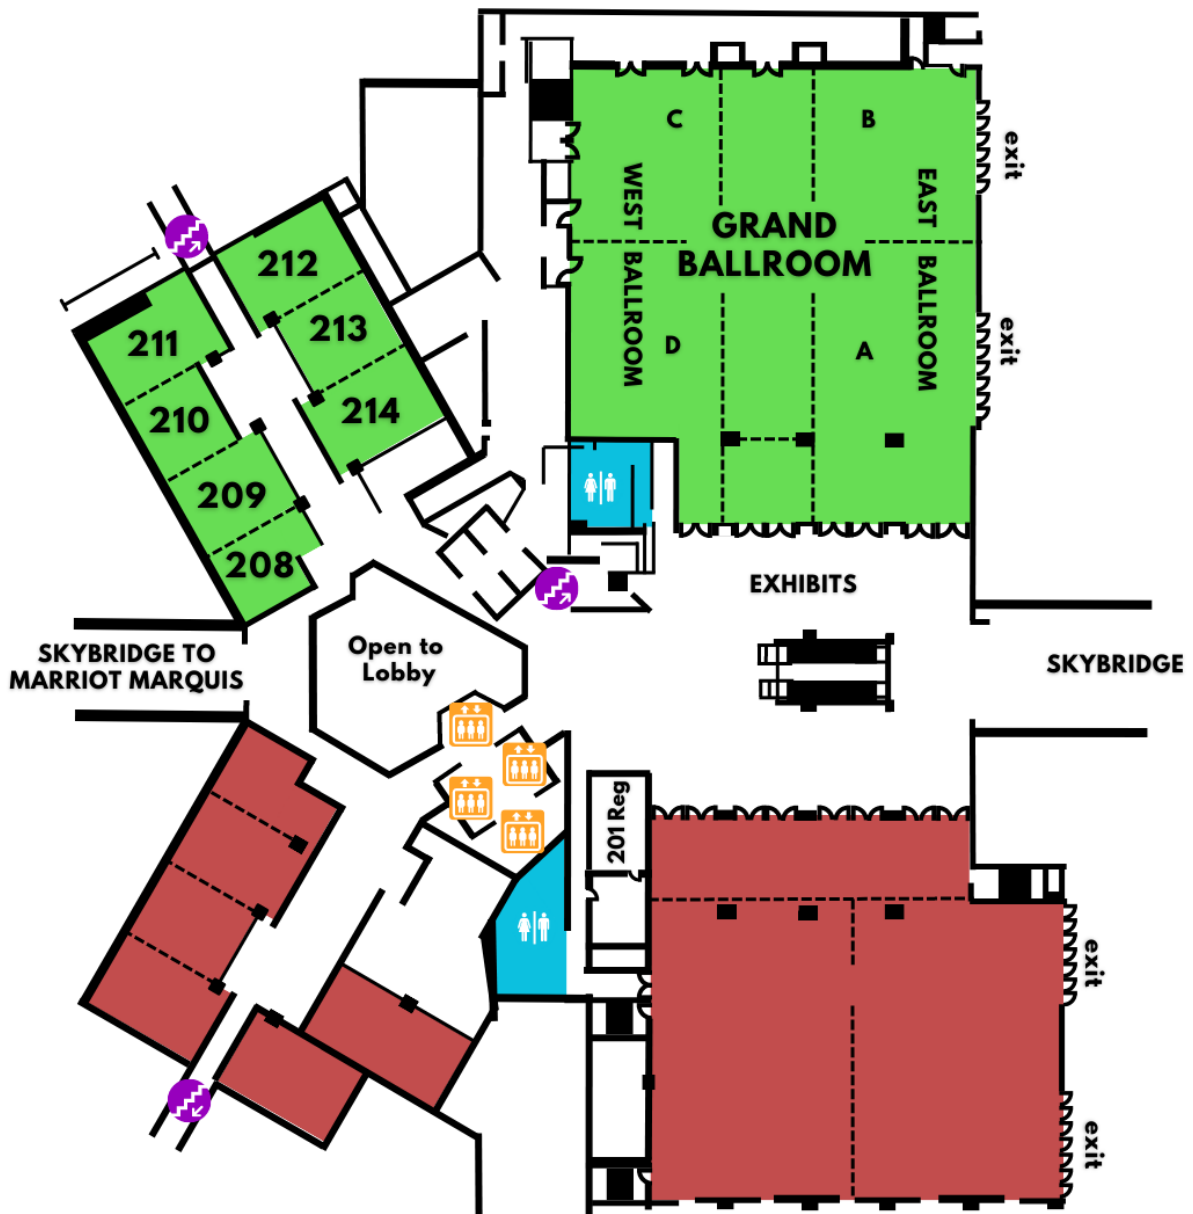 C
B
exit
WEST BALLROOM
EAST BALLROOM
GRAND
BALLROOM
212
213
214
211
210
209
208
D
A
exit
EXHIBITS
SKYBRIDGE TO
MARRIOT MARQUIS
Open to
Lobby
SKYBRIDGE
201 Reg
exit
exit